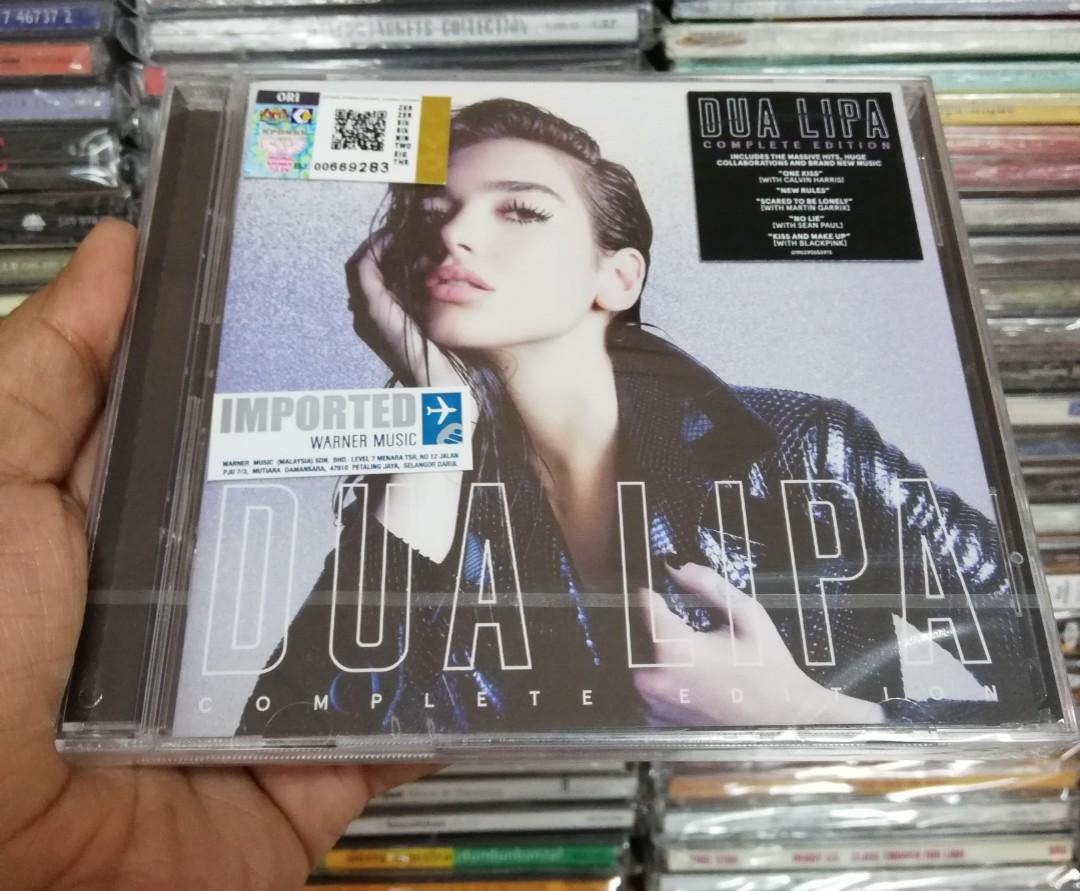 7 46737 2
ORI
00669283
DUA LIPA
COMPLETE EDITION
INCLUDES THE MASSIVE HITS, HUGE
COLLABORATIONS AND BRAND NEW MUSIC
"ONE KISS"
[WITH CALVIN HARRIS]
"NEW RULES"
"SCARED TO BE LONELY"
[WITH MARTIN GARRIX]
"NO LIE"
[WITH SEAN PAUL]
"KISS AND MAKE UP"
[WITH BLACKPINK]
IMPORTED
WARNER MUSIC
WARNER MUSIC (MALAYSIA) SDN. BHD. LEVEL 7 MENARA TSR, NO 12 JALAN
PJU 7/3, MUTIARA DAMANSARA, 47810 PETALING JAYA, SELANGOR DARUL
DUA LIPA
COMPLETE EDITION